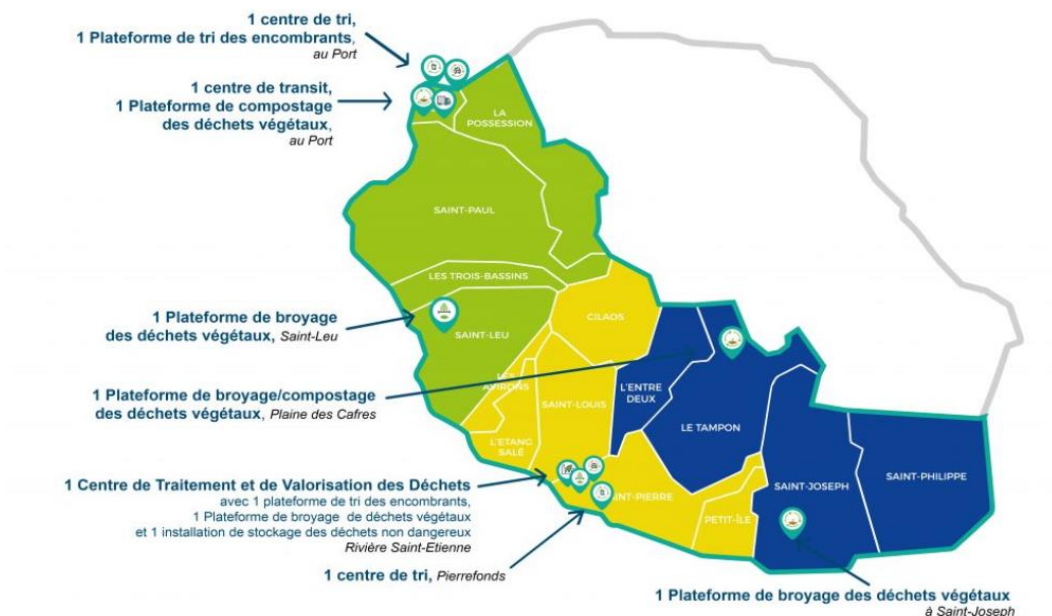 1 centre de tri,
1 Plateforme de tri des encombrants,
au Port
1 centre de transit,
1 Plateforme de compostage
des déchets végétaux,
au Port
LA
POSSESSION
SAINT-PAUL
LES TROIS-BASSINS
1 Plateforme de broyage
des déchets végétaux, Saint-Leu
SAINT-LEU
CILAOS
1 Plateforme de broyage/compostage
des déchets végétaux, Plaine des Cafres
LES
AVIRONS
SAINT-LOUIS
L'ENTRE
DEUX
LE TAMPON
L'ETANG
SALÉ
1 Centre de Traitement et de Valorisation des Déchets
avec 1 plateforme de tri des encombrants,
1 Plateforme de broyage de déchets végétaux
et 1 installation de stockage des déchets non dangereux
Rivière Saint-Etienne
INT-PIERRE
PETIT-ÎLE
SAINT-JOSEPH
SAINT-PHILIPPE
1 centre de tri, Pierrefonds
1 Plateforme de broyage des déchets végétaux
à Saint-Joseph